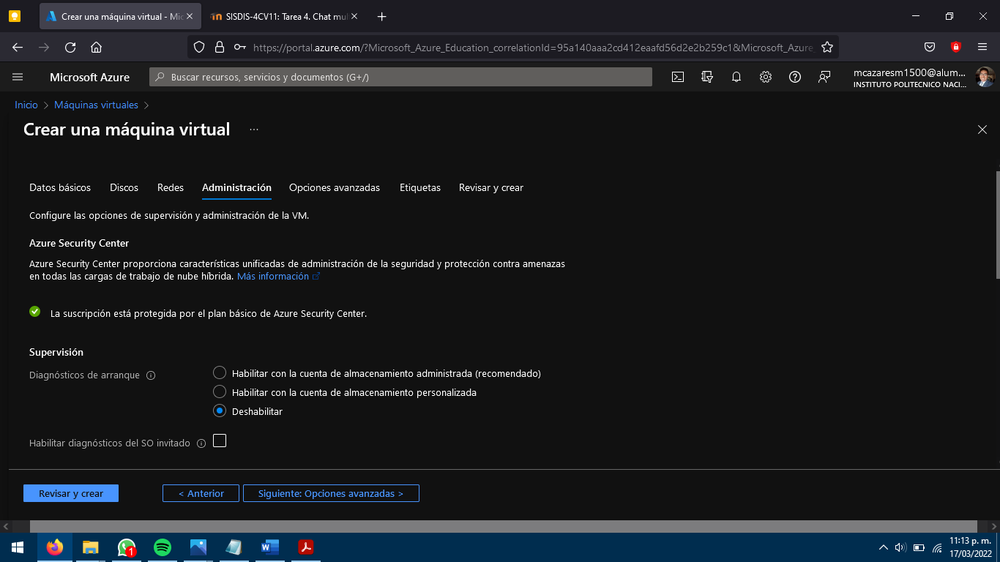 Crear una máquina virtual - Mic
SISDIS-4CV11: Tarea 4. Chat mul
https://portal.azure.com/?Microsoft_Azure_Education_correlationId=95a140aaa2cd412eaafd56d2e2b259c1&Microsoft_Azure_
Microsoft Azure
Buscar recursos, servicios y documentos (G+/)
mcazaresm1500@alum...
INSTITUTO POLITECNICO NACI...
Inicio > Máquinas virtuales >
Crear una máquina virtual ...
Datos básicos Discos Redes Administración Opciones avanzadas Etiquetas Revisar y crear
Configure las opciones de supervisión y administración de la VM.
Azure Security Center
Azure Security Center proporciona características unificadas de administración de la seguridad y protección contra amenazas
en todas las cargas de trabajo de nube híbrida. Más información
La suscripción está protegida por el plan básico de Azure Security Center.
Supervisión
Diagnósticos de arranque
Habilitar con la cuenta de almacenamiento administrada (recomendado)
Habilitar con la cuenta de almacenamiento personalizada
Deshabilitar
Habilitar diagnósticos del SO invitado
Revisar y crear
< Anterior
Siguiente: Opciones avanzadas >
1
11:13 p. m.
17/03/2022